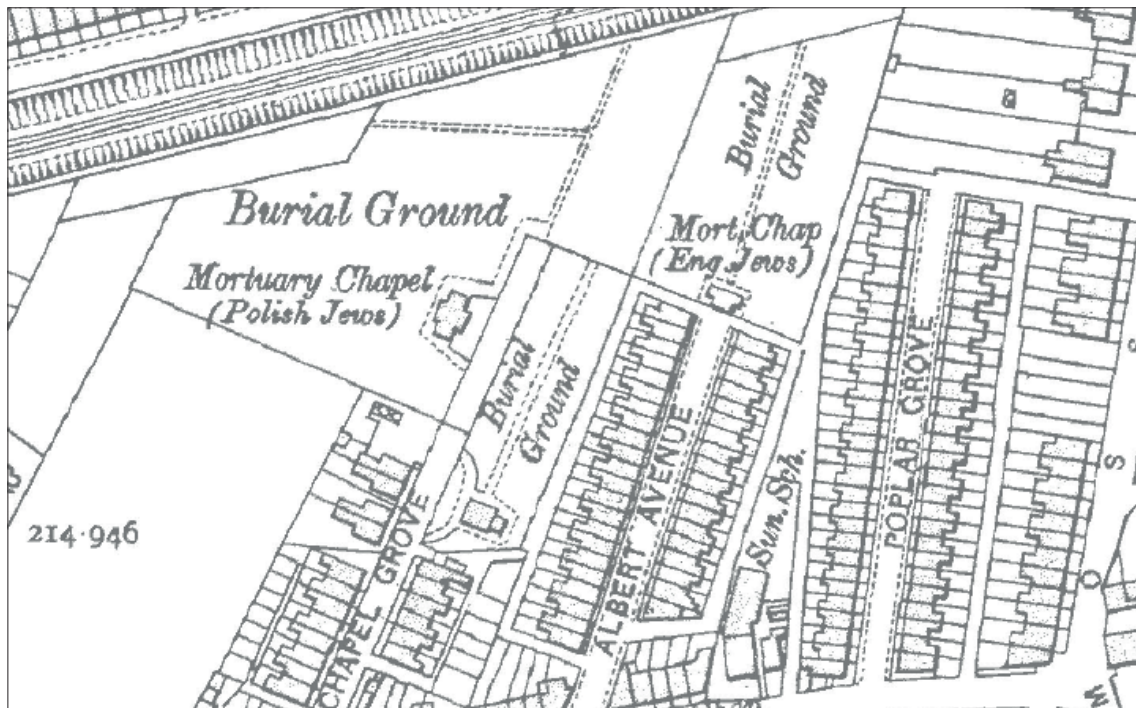 Burial
Ground
Burial Ground
Mort. Chap
(Eng Jews)
Mortuary Chapel
(Polish Jews)
Burial
Ground
ALBERT AVENUE
POPLAR GROVE
Sun. Sch.
CHAPEL GROVE
214·946
S
O
M